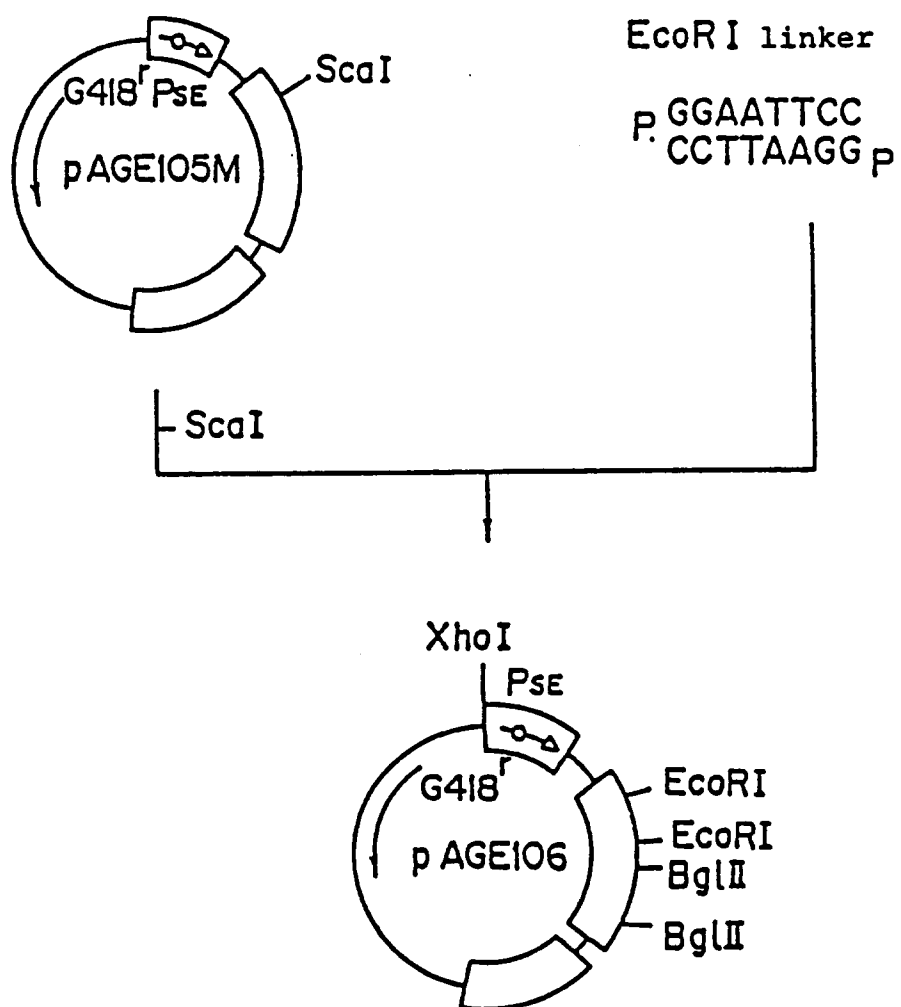 EcoRI linker
ScaI
G418r PSE
pAGE105M
P. GGAATTCC
CCTTAAGG P
ScaI
XhoI
PSE
G418r
pAGE106
EcoRI
EcoRI
BglII
BglII